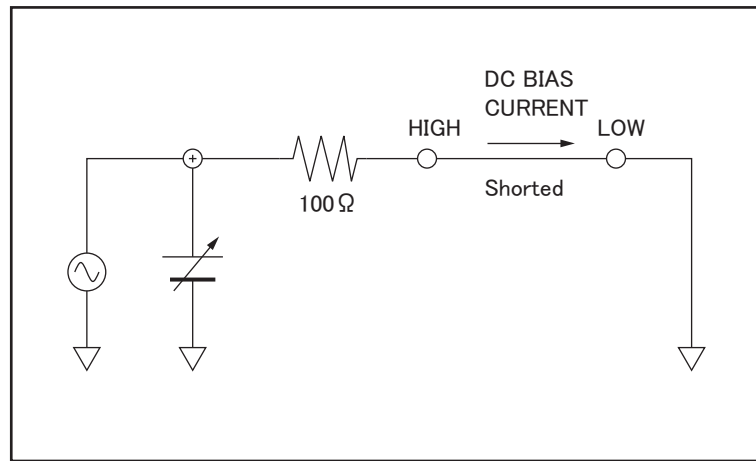 DC BIAS
CURRENT
HIGH
LOW
+
100Ω
Shorted